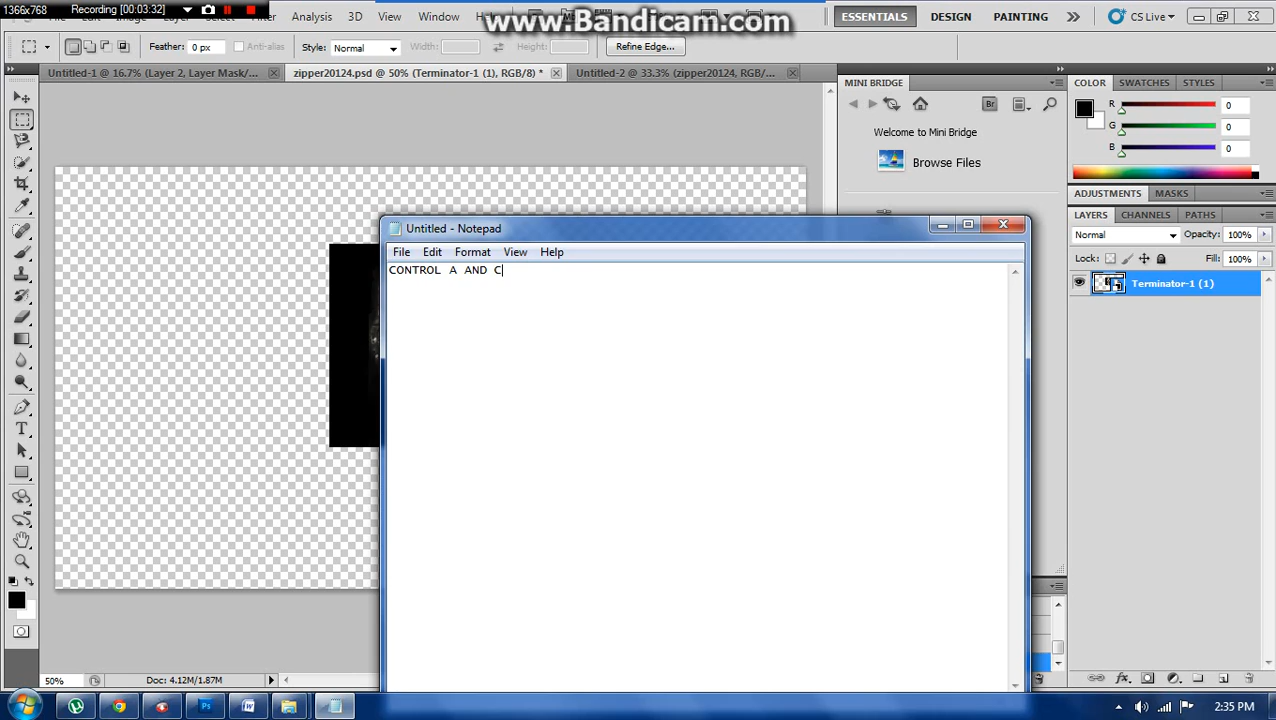 1366x768
Recording [00:03:32]
Analysis
3D
View
Window
Help
www.Bandicam.com
ESSENTIALS
DESIGN
PAINTING
CS Live
Feather: 0 px
Anti-alias
Style: Normal
Width:
Height:
Refine Edge...
Untitled-1 @ 16.7% (Layer 2, Layer Mask/...
zipper20124.psd @ 50% (Terminator-1 (1), RGB/8) *
Untitled-2 @ 33.3% (zipper20124, RGB/...
MINI BRIDGE
Br
Welcome to Mini Bridge
Browse Files
COLOR
SWATCHES
STYLES
R
0
G
0
B
0
ADJUSTMENTS
MASKS
LAYERS
CHANNELS
PATHS
Normal
Opacity: 100%
Lock:
Fill: 100%
Terminator-1 (1)
Untitled - Notepad
File Edit Format View Help
CONTROL A AND C
50%
Doc: 4.12M/1.87M
2:35 PM